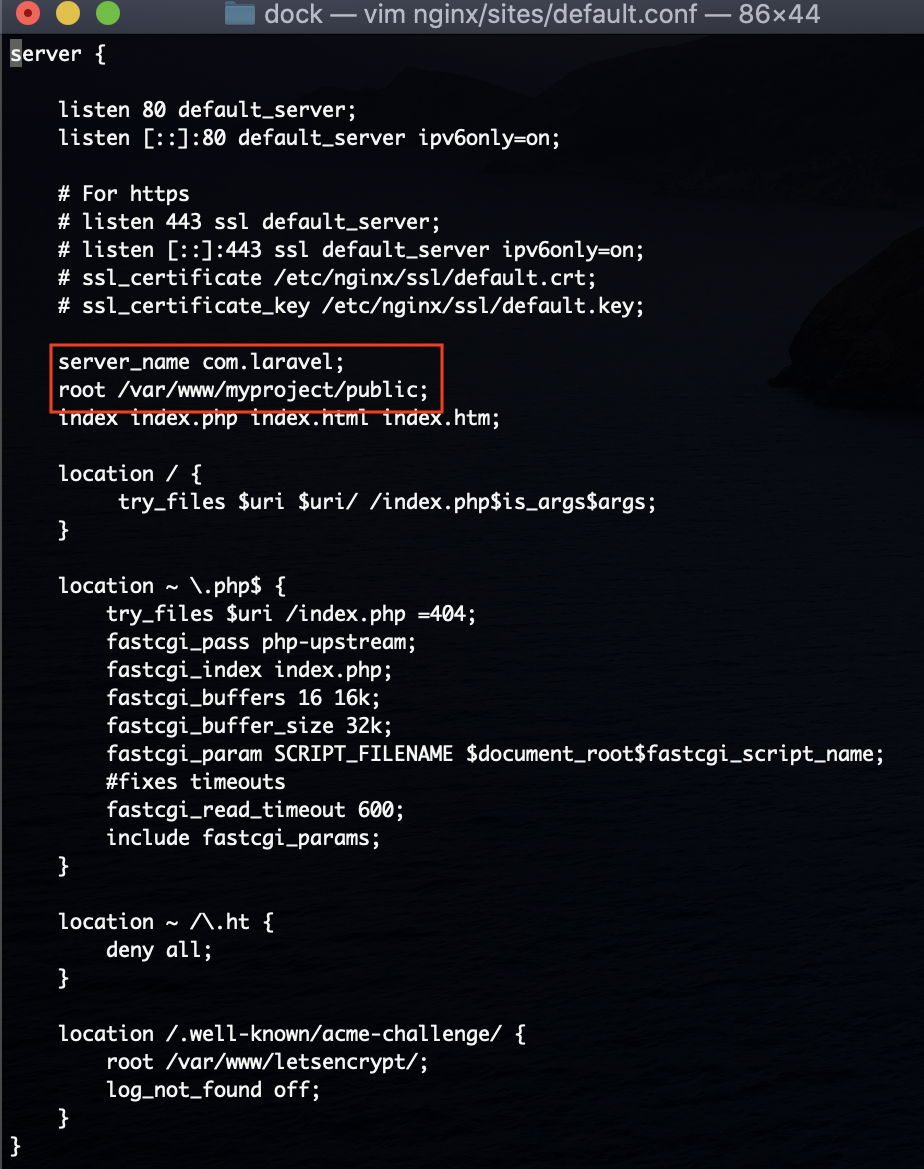 dock — vim nginx/sites/default.conf — 86×44
server {
listen 80 default_server;
listen [::]:80 default_server ipv6only=on;
# For https
# listen 443 ssl default_server;
# listen [::]:443 ssl default_server ipv6only=on;
# ssl_certificate /etc/nginx/ssl/default.crt;
# ssl_certificate_key /etc/nginx/ssl/default.key;
server_name com.laravel;
root /var/www/myproject/public;
index index.php index.html index.htm;
location / {
try_files $uri $uri/ /index.php$is_args$args;
}
location ~ \.php$ {
try_files $uri /index.php =404;
fastcgi_pass php-upstream;
fastcgi_index index.php;
fastcgi_buffers 16 16k;
fastcgi_buffer_size 32k;
fastcgi_param SCRIPT_FILENAME $document_root$fastcgi_script_name;
#fixes timeouts
fastcgi_read_timeout 600;
include fastcgi_params;
}
location ~ /\.ht {
deny all;
}
location /.well-known/acme-challenge/ {
root /var/www/letsencrypt/;
log_not_found off;
}
}